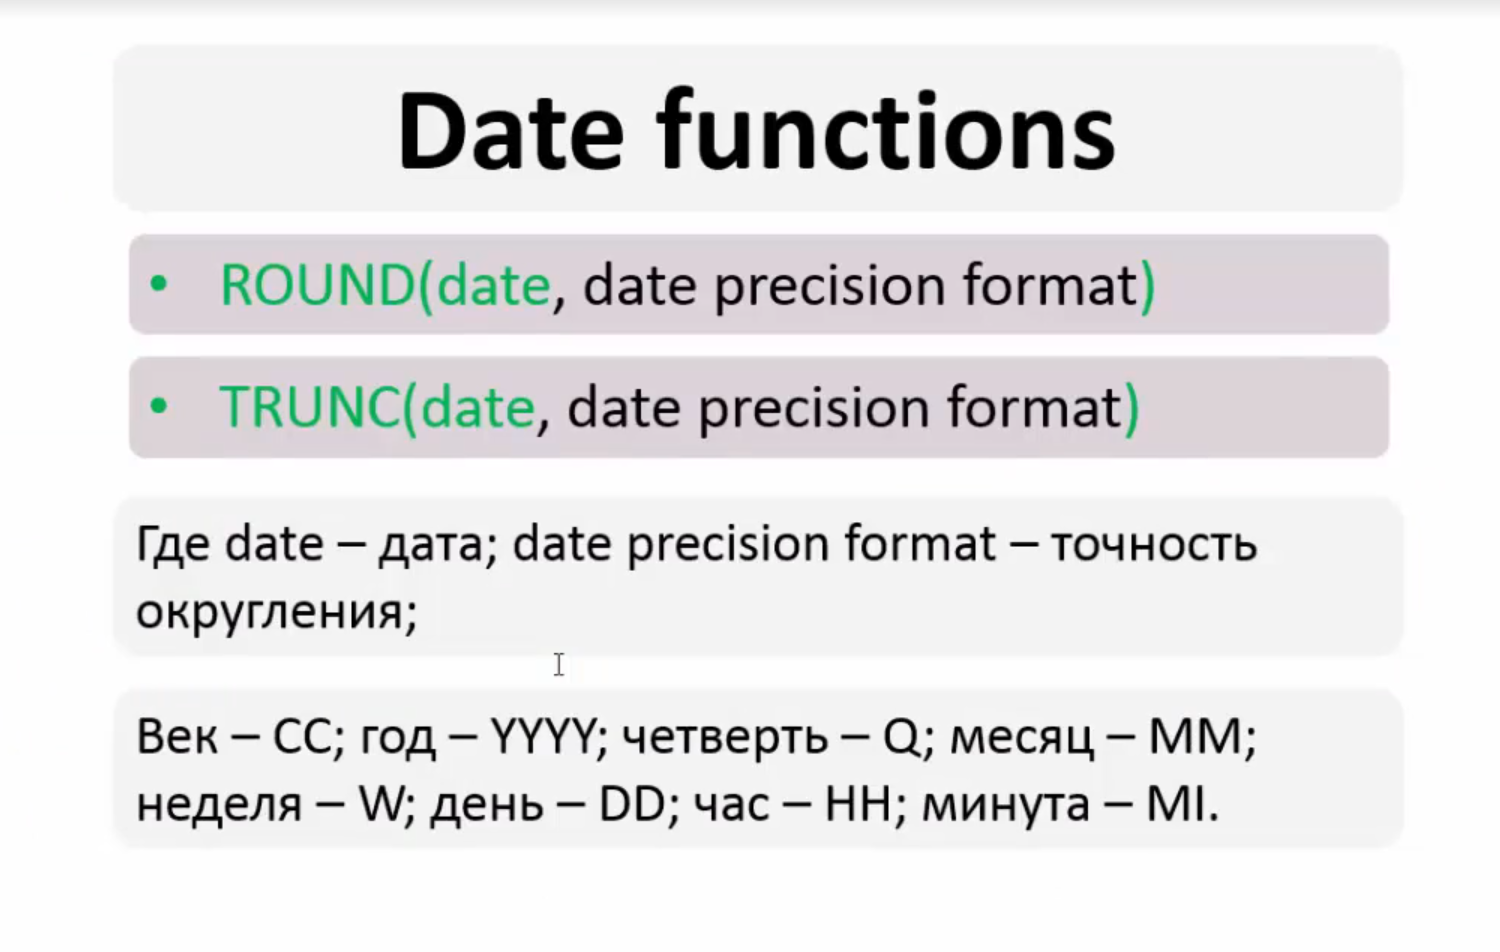 Date functions
• ROUND(date, date precision format)
• TRUNC(date, date precision format)
Где date – дата; date precision format – точность
округления;
Век – CC; год – YYYY; четверть – Q; месяц – MM;
неделя – W; день – DD; час – HH; минута – MI.